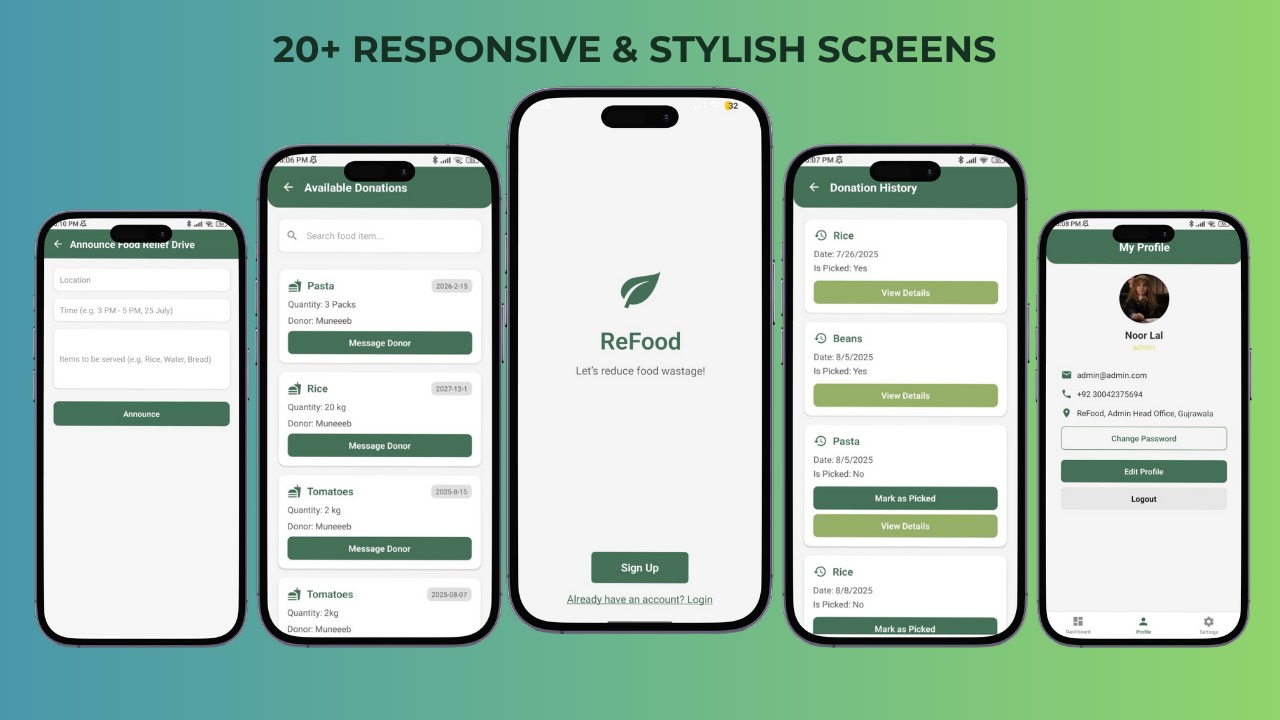 20+ RESPONSIVE & STYLISH SCREENS
:10 PM
Announce Food Relief Drive
Location
Time (e.g. 3 PM - 5 PM, 25 July)
Items to be served (e.g. Rice, Water, Bread)
Announce
:06 PM
Available Donations
Search food item...
Pasta
2026-2-15
Quantity: 3 Packs
Donor: Muneeeb
Message Donor
Rice
2027-12-1
Quantity: 20 kg
Donor: Muneeeb
Message Donor
Tomatoes
2025-8-15
Quantity: 2 kg
Donor: Muneeeb
Message Donor
Tomatoes
2025-08-07
Quantity: 2kg
Donor: Muneeeb
32
ReFood
Let's reduce food wastage!
Sign Up
Already have an account? Login
:07 PM
Donation History
Rice
Date: 7/26/2025
Is Picked: Yes
View Details
Beans
Date: 8/5/2025
Is Picked: Yes
View Details
Pasta
Date: 8/5/2025
Is Picked: No
Mark as Picked
View Details
Rice
Date: 8/8/2025
Is Picked: No
Mark as Picked
:08 PM
My Profile
Noor Lal
admin
admin@admin.com
+92 30042375694
ReFood, Admin Head Office, Gujrawala
Change Password
Edit Profile
Logout
Dashboard
Profile
Settings